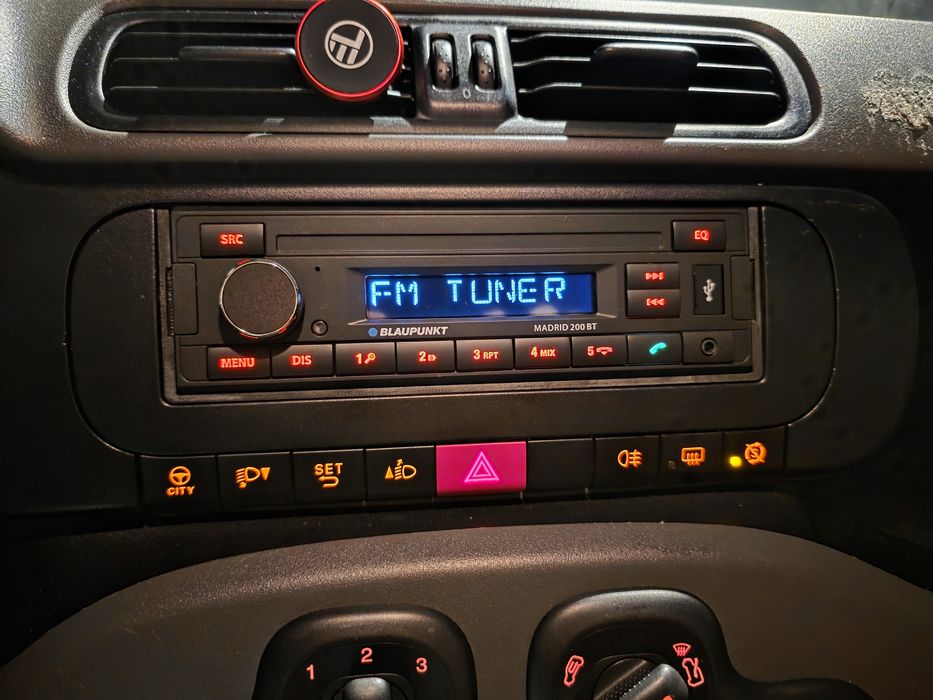 0
SRC
EQ
FM TUNER
BLAUPUNKT
MADRID 200 BT
MENU
DIS
1
2
3 RPT
4 MIX
5
CITY
SET
S
1
2
3